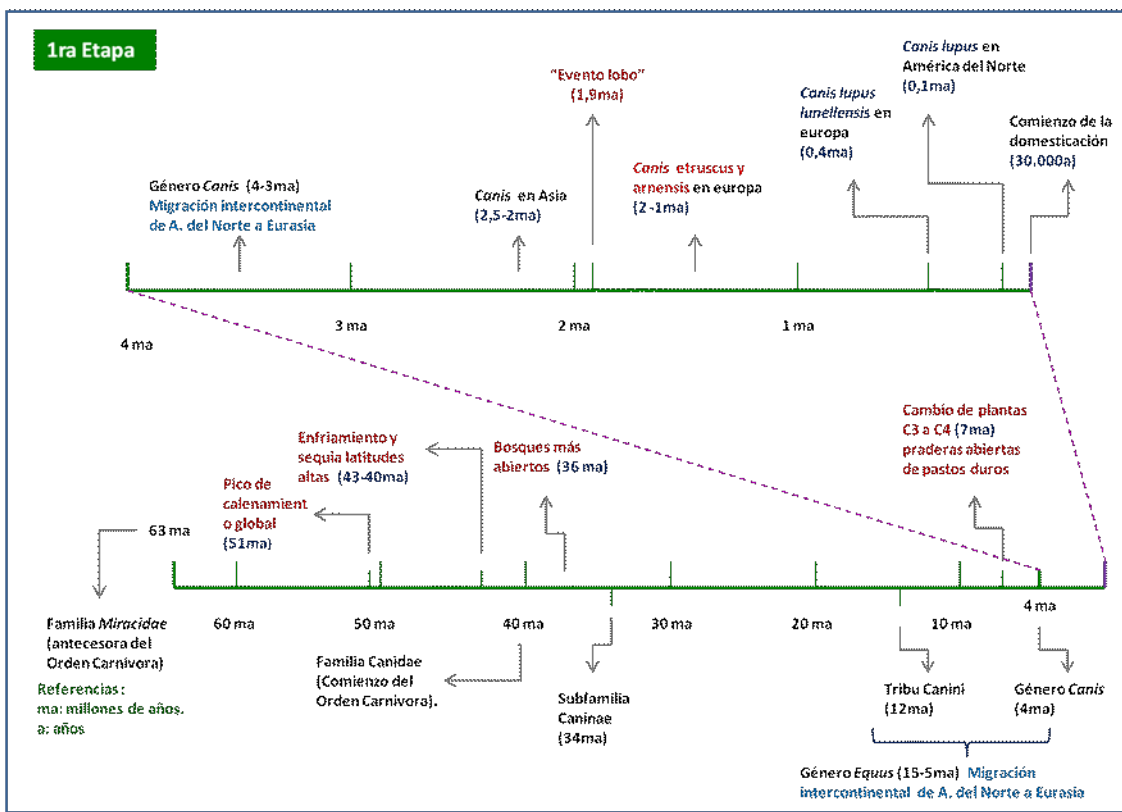 1ra Etapa
Canis lupus en
América del Norte
(0,1ma)
"Evento lobo"
(1,9ma)
Canis lupus
lunellensis en
europa
(0,4ma)
Comienzo de la
domesticación
(30.000a)
Género Canis (4-3ma)
Migración intercontinental
de A. del Norte a Eurasia
Canis en Asia
(2,5-2ma)
Canis etruscus y
arnensis en europa
(2-1ma)
4 ma
3 ma
2 ma
1 ma
Enfriamiento y
sequia latitudes
altas (43-40ma)
Bosques más
abiertos (36 ma)
Cambio de plantas
C3 a C4 (7ma)
praderas abiertas
de pastos duros
Pico de
calenamient
o global
(51ma)
63 ma
60 ma
50 ma
40 ma
30 ma
20 ma
10 ma
4 ma
Familia Miracidae
(antecesora del
Orden Carnivora)
Familia Canidae
(Comienzo del
Orden Carnivora).
Subfamilia
Caninae
(34ma)
Tribu Canini
(12ma)
Género Canis
(4ma)
Referencias:
ma: millones de años.
a: años
Género Equus (15-5ma) Migración
intercontinental de A. del Norte a Eurasia